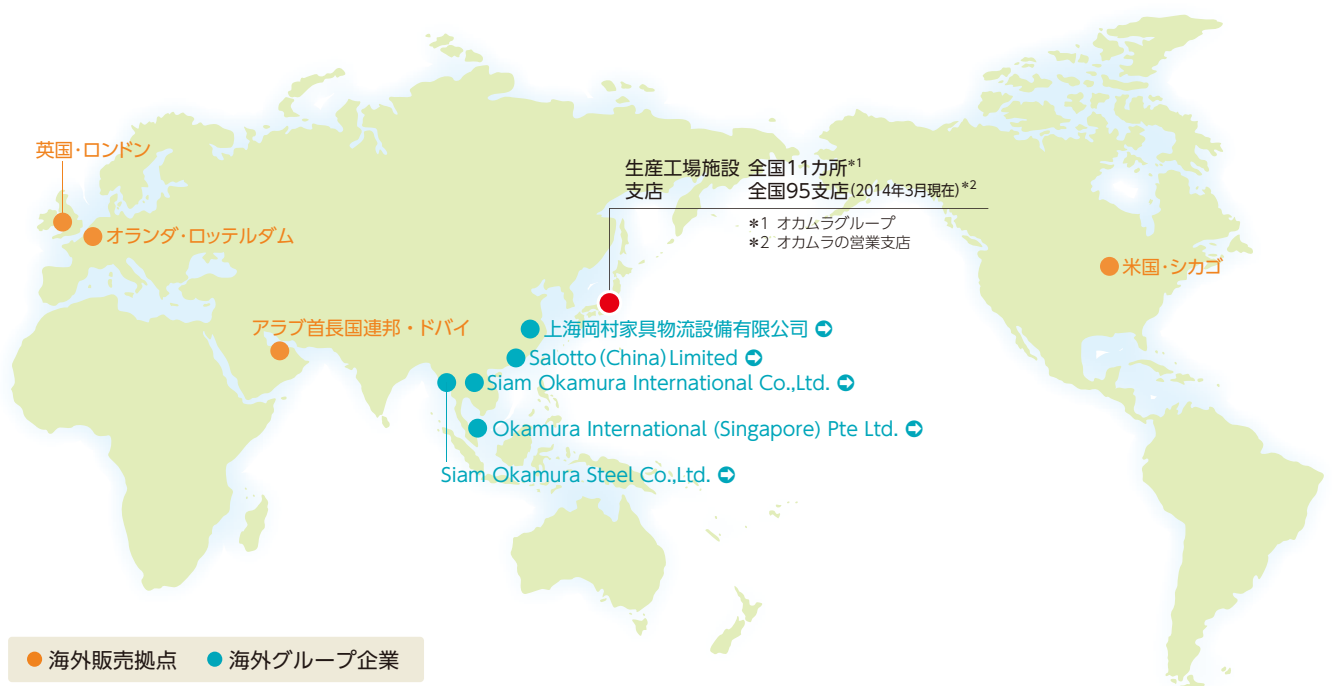 英国・ロンドン
オランダ・ロッテルダム
アラブ首長国連邦・ドバイ
生産工場施設 全国11カ所*1
支店 全国95支店(2014年3月現在)*2
*1 オカムラグループ
*2 オカムラの営業支店
米国・シカゴ
上海岡村家具物流設備有限公司
Salotto (China) Limited
Siam Okamura International Co.,Ltd.
Okamura International (Singapore) Pte Ltd.
Siam Okamura Steel Co.,Ltd.
海外販売拠点 海外グループ企業